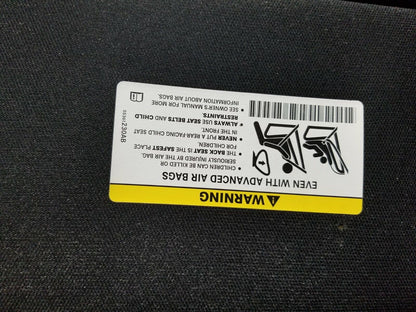 WARNING
EVEN WITH ADVANCED AIR BAGS
• CHILDREN CAN BE KILLED OR
SERIOUSLY INJURED BY THE AIR BAG.
• THE BACK SEAT IS THE SAFEST PLACE
FOR CHILDREN.
• NEVER PUT A REAR-FACING CHILD SEAT
IN THE FRONT.
• ALWAYS USE SEAT BELTS AND CHILD
RESTRAINTS.
• SEE OWNER'S MANUAL FOR MORE
INFORMATION ABOUT AIR BAGS.
230AB